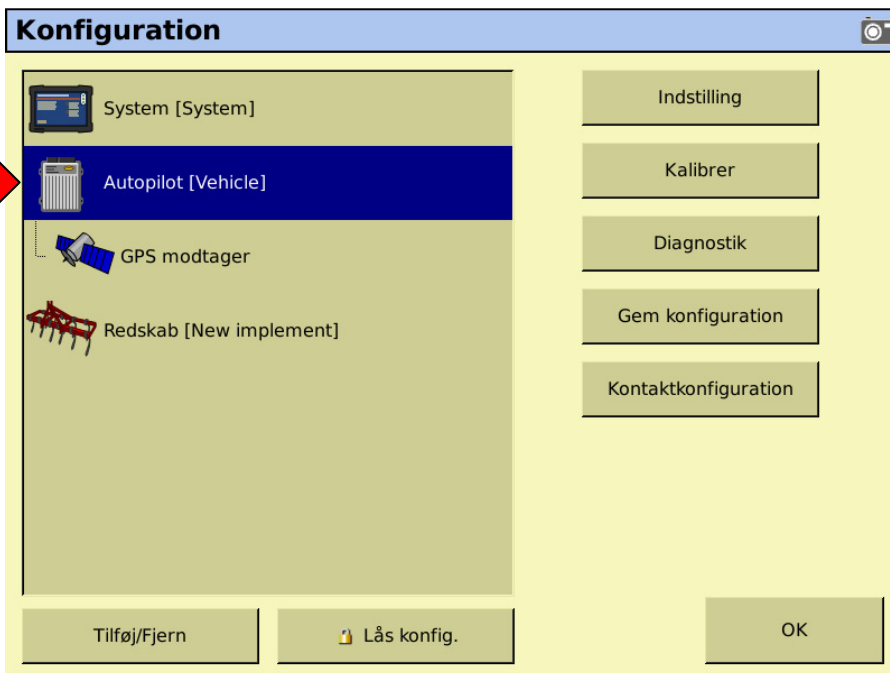 Konfiguration
System [System]
Autopilot [Vehicle]
GPS modtager
Redskab [New implement]
Indstilling
Kalibrer
Diagnostik
Gem konfiguration
Kontaktkonfiguration
Tilføj/Fjern
Lås konfig.
OK